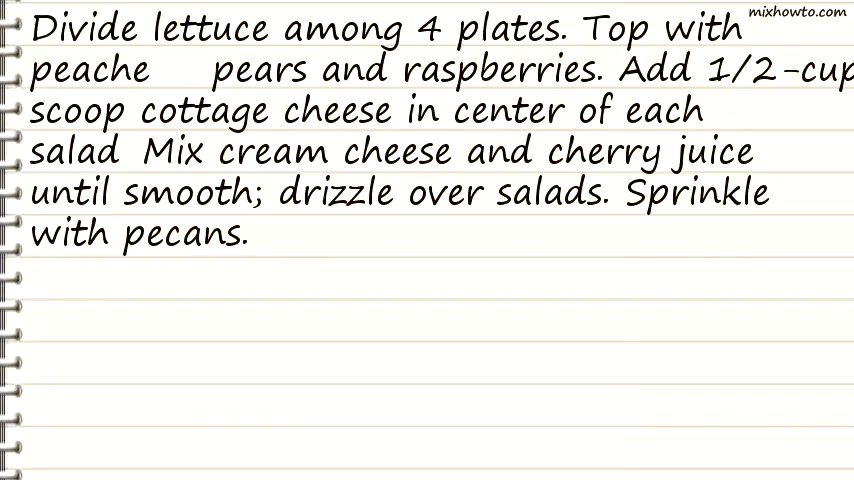 mixhowto.com
Divide lettuce among 4 plates. Top with
peache pears and raspberries. Add 1/2-cup
scoop cottage cheese in center of each
salad Mix cream cheese and cherry juice
until smooth; drizzle over salads. Sprinkle
with pecans.